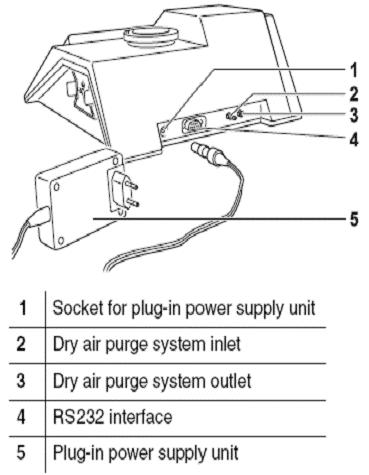 1
2
3
4
5
1 Socket for plug-in power supply unit
2 Dry air purge system inlet
3 Dry air purge system outlet
4 RS232 interface
5 Plug-in power supply unit